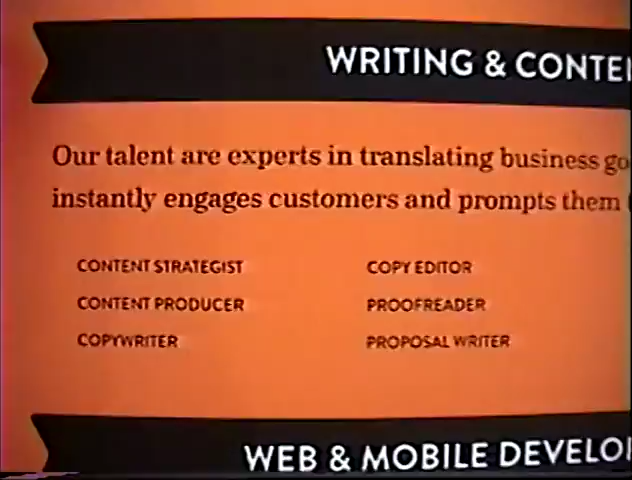 WRITING & CONTE
Our talent are experts in translating business go
instantly engages customers and prompts them
CONTENT STRATEGIST
COPY EDITOR
CONTENT PRODUCER
PROOFREADER
COPYWRITER
PROPOSAL WRITER
WEB & MOBILE DEVELO